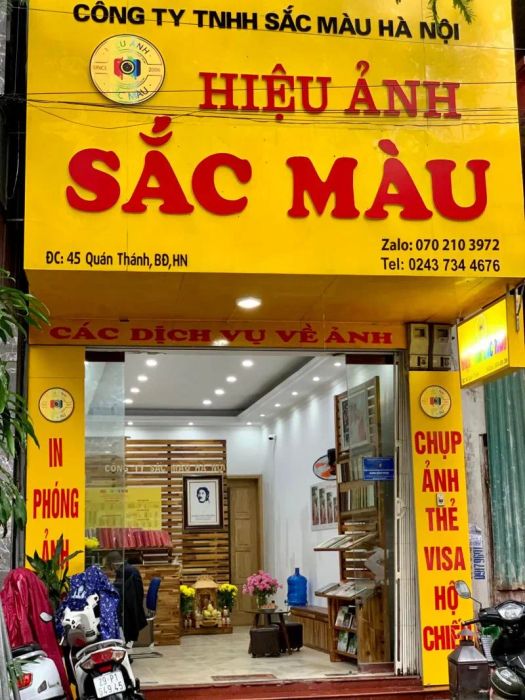 CÔNG TY TNHH SẮC MÀU HÀ NỘI
HIỆU ẢNH
SẮC MÀU
ĐC: 45 Quán Thánh,BĐ,HN
Zalo: 070 210 3972
Tel: 0243 734 4676
CÁC DỊCH VỤ VỀ ẢNH
IN
PHÓNG
ẢNH
CÔNG TY SẮC MÀU HÀ NỘI
CHỤP
ẢNH
THẺ
VISA
HỘ
CHIẾU
29-P1